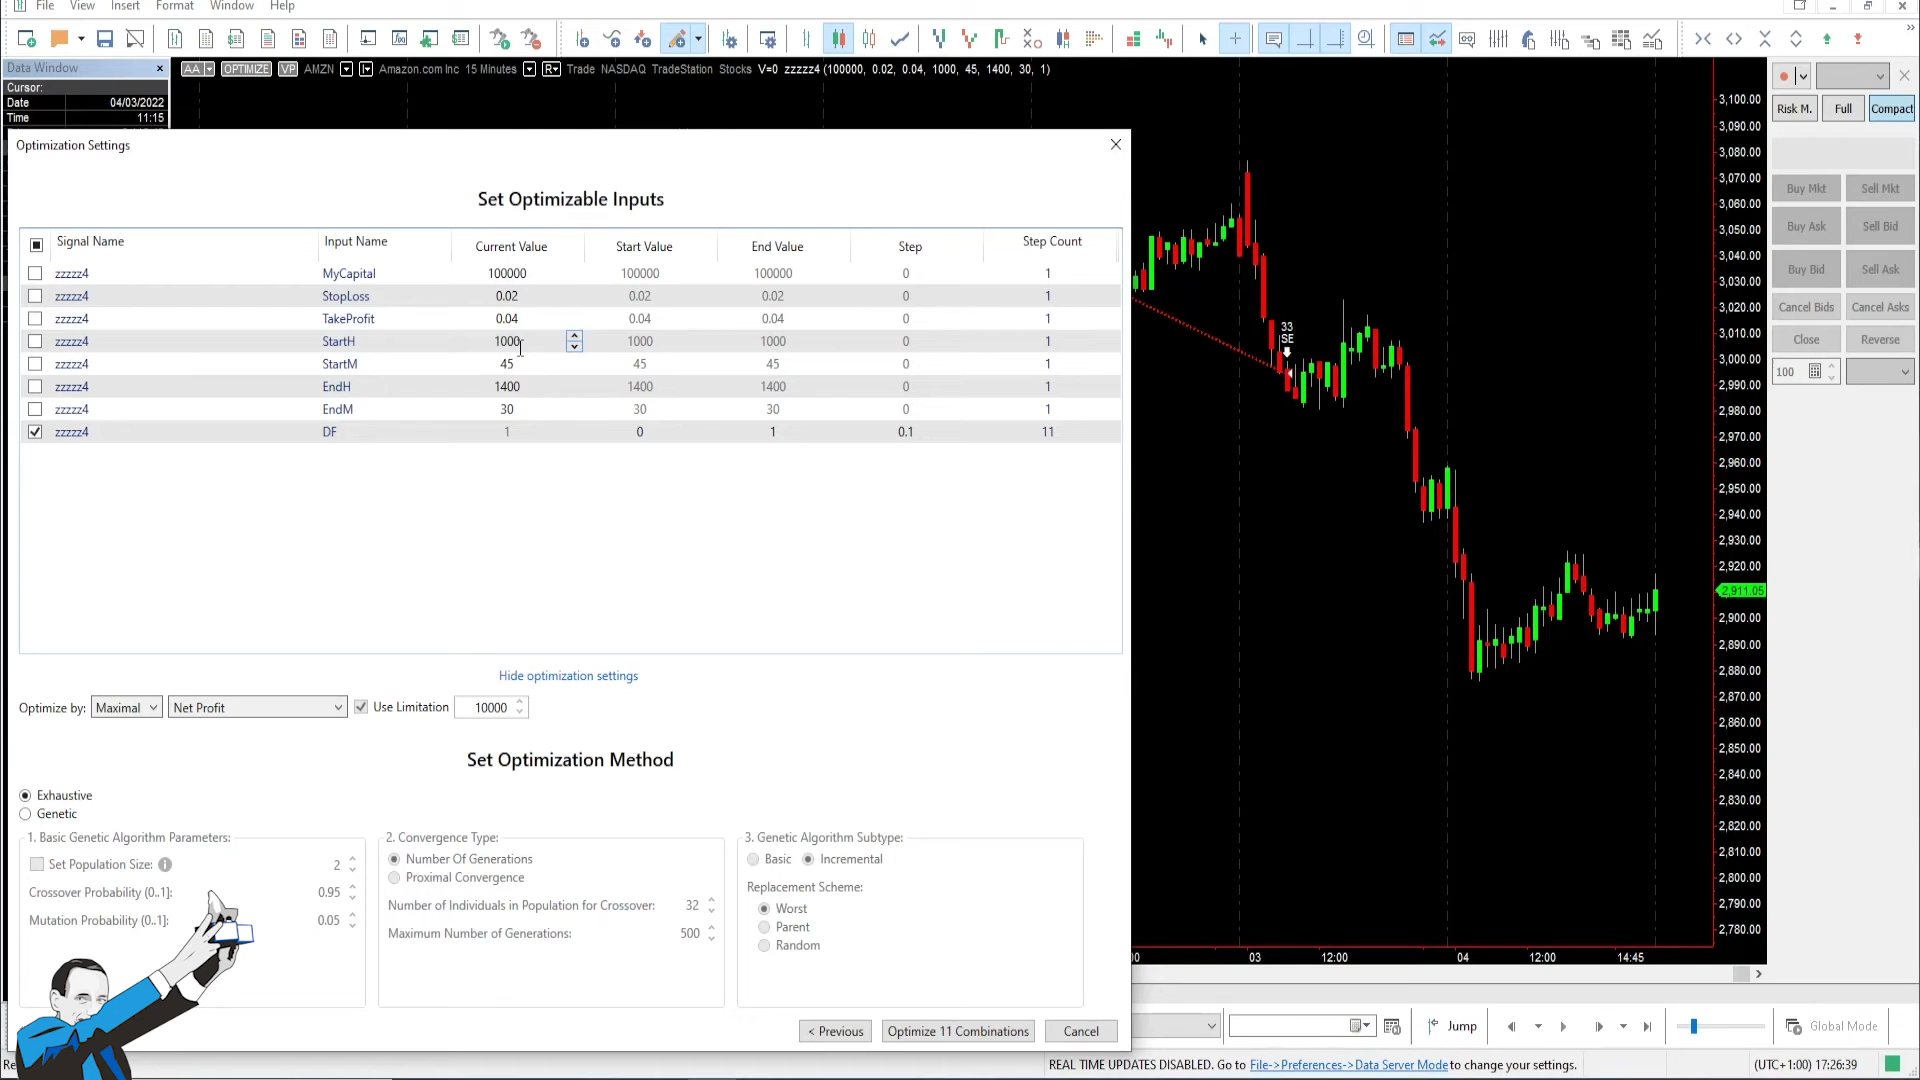 File View Insert Format Window Help
Data Window ×
AA OPTIMIZE VP AMZN Amazon.com Inc 15 Minutes R Trade NASDAQ TradeStation Stocks V=0 zzzzz4 (100000, 0.02, 0.04, 1000, 45, 1400, 30, 1)
Cursor:
Date 04/03/2022
Time 11:15
Optimization Settings
Set Optimizable Inputs
Signal Name Input Name Current Value Start Value End Value Step Step Count
zzzzz4 MyCapital 100000 100000 100000 0 1
zzzzz4 StopLoss 0.02 0.02 0.02 0 1
zzzzz4 TakeProfit 0.04 0.04 0.04 0 1
zzzzz4 StartH 1000 1000 1000 0 1
zzzzz4 StartM 45 45 45 0 1
zzzzz4 EndH 1400 1400 1400 0 1
zzzzz4 EndM 30 30 30 0 1
zzzzz4 DF 1 0 1 0.1 11
Hide optimization settings
Optimize by: Maximal Net Profit Use Limitation 10000
Set Optimization Method
Exhaustive
Genetic
1. Basic Genetic Algorithm Parameters:
Set Population Size: 2
Crossover Probability (0..1]: 0.95
Mutation Probability (0..1]: 0.05
2. Convergence Type:
Number Of Generations
Proximal Convergence
Number of Individuals in Population for Crossover: 32
Maximum Number of Generations: 500
3. Genetic Algorithm Subtype:
Basic Incremental
Replacement Scheme:
Worst
Parent
Random
< Previous Optimize 11 Combinations Cancel
33
SE
3,100.00
3,090.00
3,080.00
3,070.00
3,060.00
3,050.00
3,040.00
3,030.00
3,020.00
3,010.00
3,000.00
2,990.00
2,980.00
2,970.00
2,960.00
2,950.00
2,940.00
2,930.00
2,920.00
2,911.05
2,900.00
2,890.00
2,880.00
2,870.00
2,860.00
2,850.00
2,840.00
2,830.00
2,820.00
2,810.00
2,800.00
2,790.00
2,780.00
03 12:00 04 12:00 14:45
Risk M. Full Compact
Buy Mkt Sell Mkt
Buy Ask Sell Bid
Buy Bid Sell Ask
Cancel Bids Cancel Asks
Close Reverse
100
Jump Global Mode
REAL TIME UPDATES DISABLED. Go to File->Preferences->Data Server Mode to change your settings. (UTC+1:00) 17:26:39